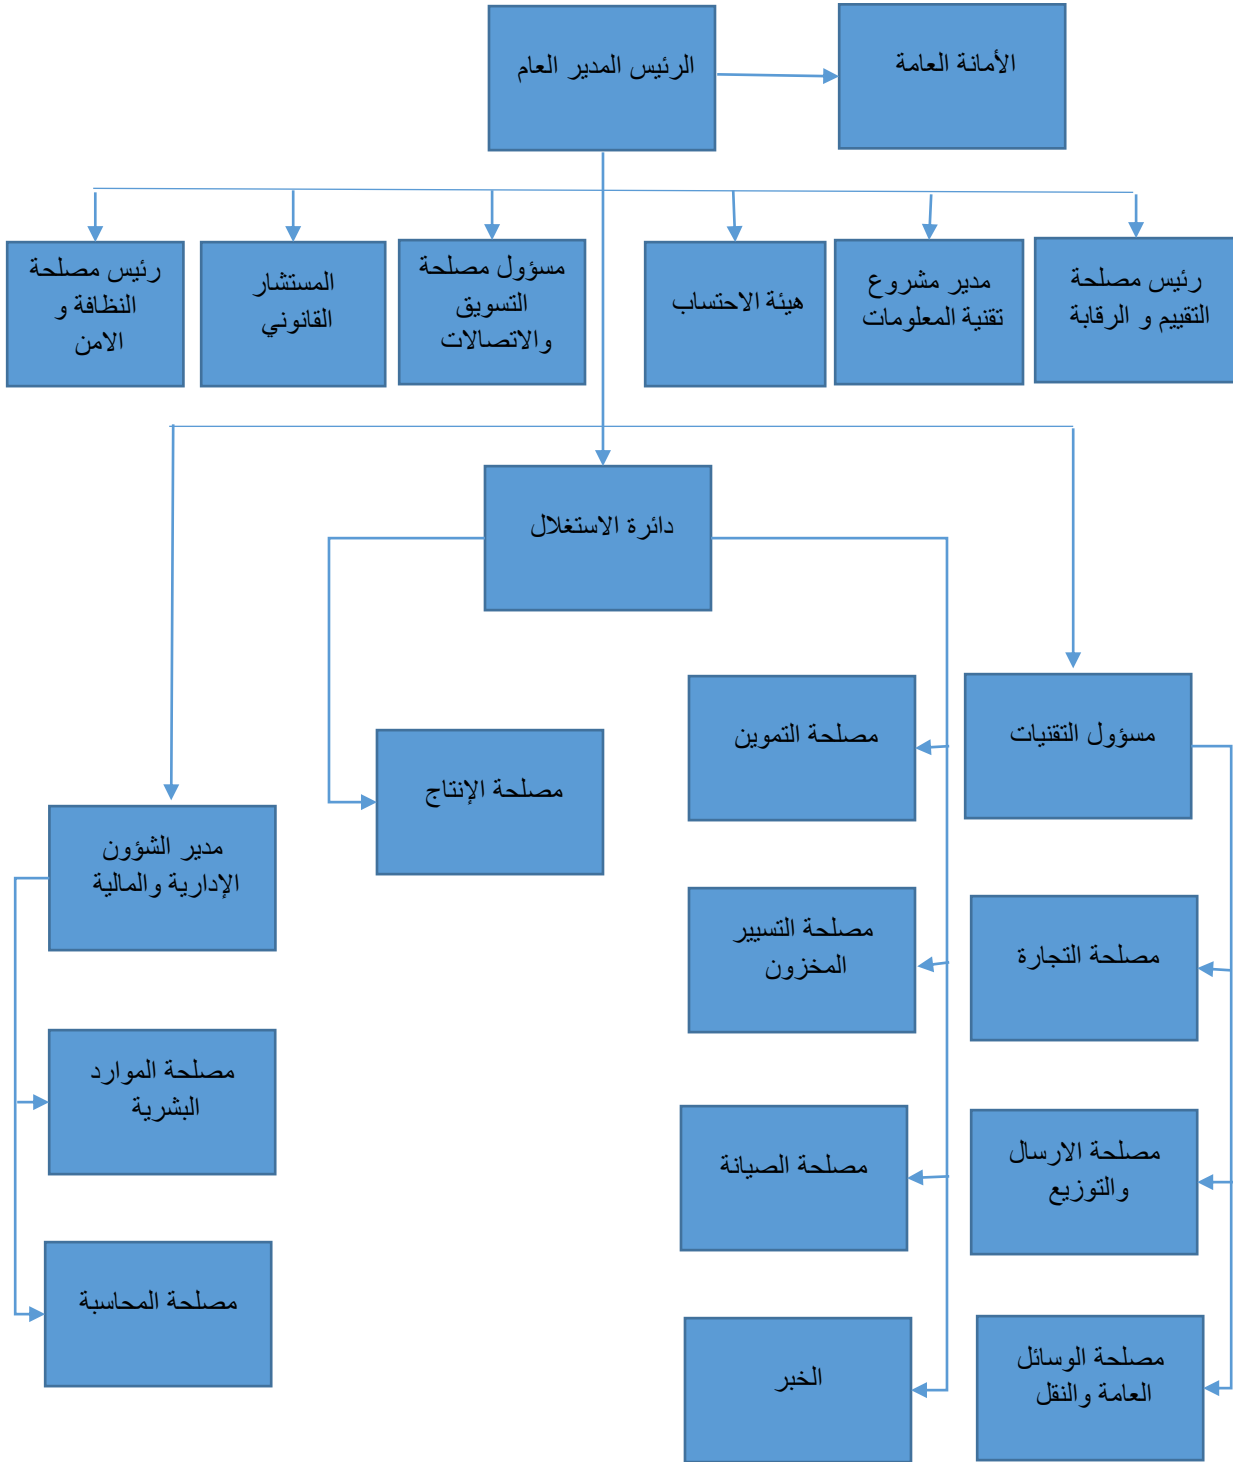 الرئيس المدير العام
الأمانة العامة
رئيس مصلحة
التقييم و الرقابة
مدير مشروع
تقنية المعلومات
هيئة الاحتساب
مسؤول مصلحة
التسويق
والاتصالات
المستشار
القانوني
رئيس مصلحة
النظافة و
الامن
دائرة الاستغلال
مسؤول التقنيات
مصلحة التموين
مصلحة الإنتاج
مدير الشؤون
الإدارية والمالية
مصلحة التجارة
مصلحة التسيير
المخزون
مصلحة الموارد
البشرية
مصلحة الارسال
والتوزيع
مصلحة الصيانة
مصلحة المحاسبة
مصلحة الوسائل
العامة والنقل
الخبر